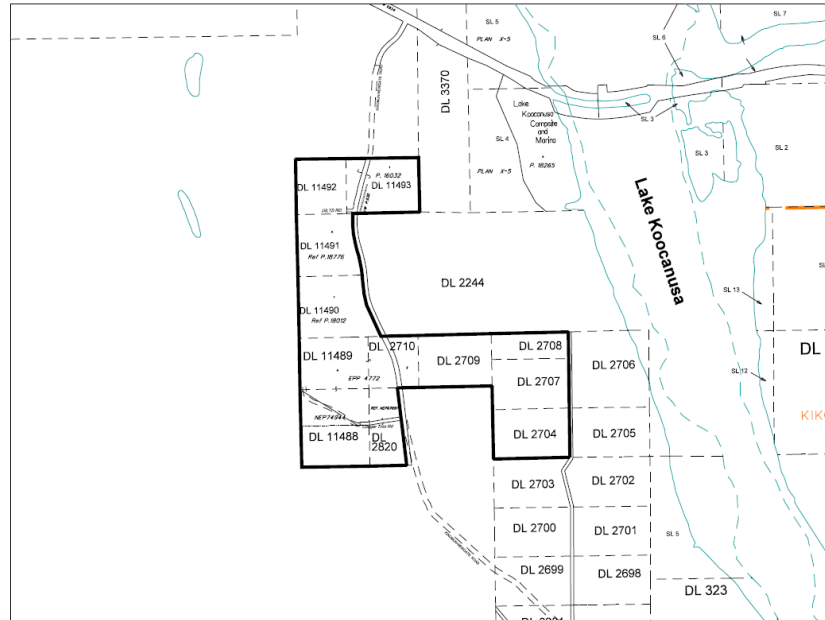 SL 7
SL 5
SL 6
PLAN X-5
DL 3370
Lake
Koocanusa
Campsite
and
Marina
SL 4
SL 3
P. 18265
PLAN X-5
SL 3
SL 2
P. 16032
DL 11492
DL 11493
Lake Koocanusa
DL 11491
Ref P.18776
DL 2244
SL 13
DL 11490
Ref P.18012
DL 2710
DL 2708
DL
DL 11489
DL 2709
DL 2706
SL 12
EPP 4772
DL 2707
NEP74944
KIK
DL 11488
DL
2820
DL 2704
DL 2705
DL 2703
DL 2702
DL 2700
DL 2701
SL 5
DL 2699
DL 2698
DL 323